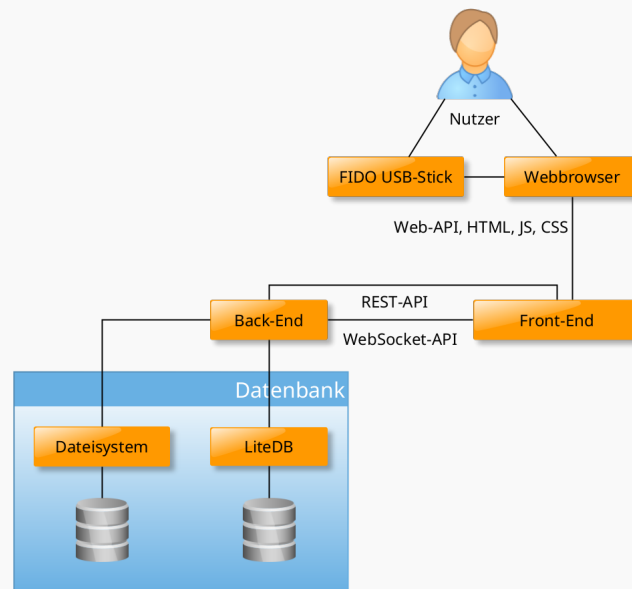 Nutzer
FIDO USB-Stick
Webbrowser
Web-API, HTML, JS, CSS
REST-API
Back-End
Front-End
WebSocket-API
Datenbank
Dateisystem
LiteDB